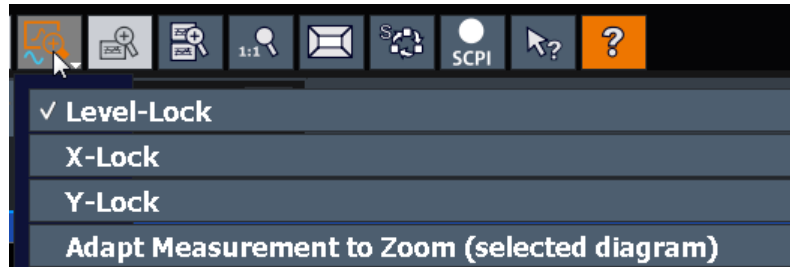 1:1
S
SCPI
?
?
✓ Level-Lock
X-Lock
Y-Lock
Adapt Measurement to Zoom (selected diagram)